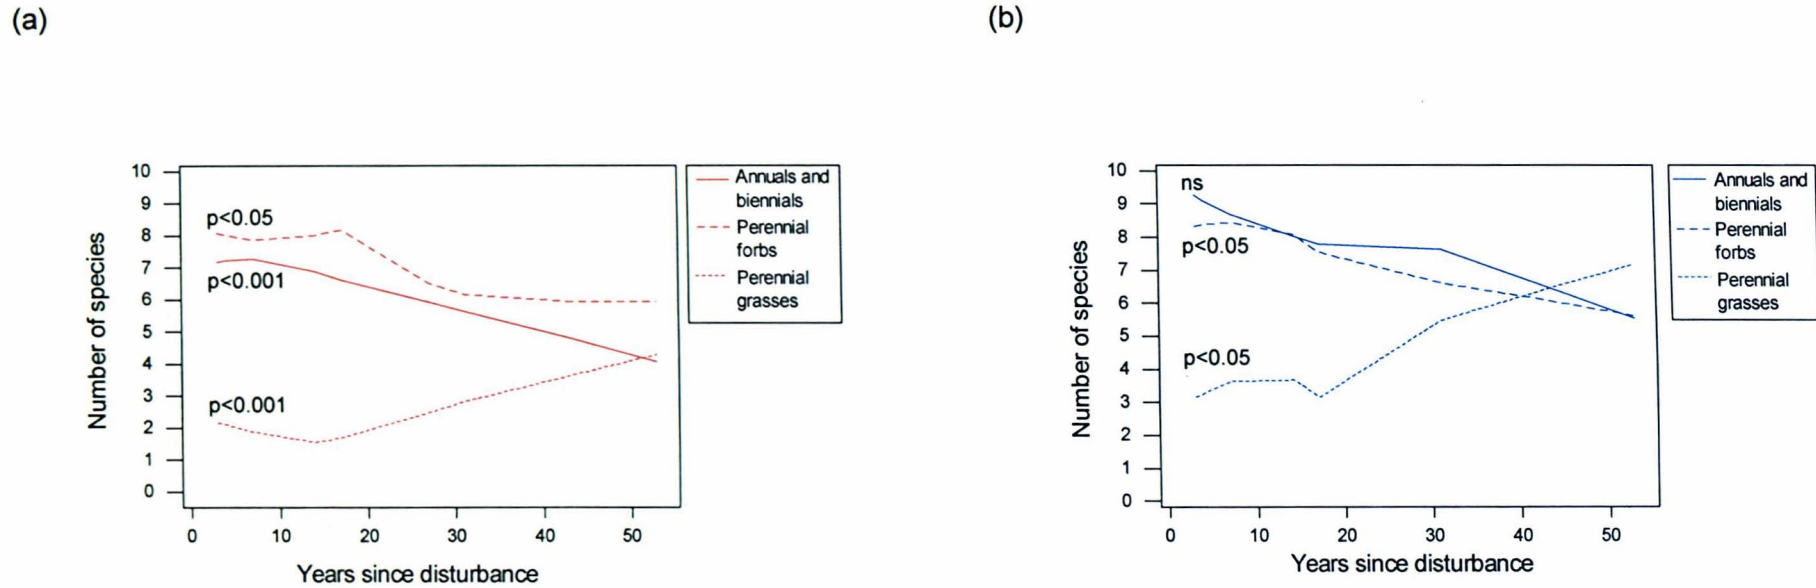 (a)
10
9
8
7
6
5
4
3
2
1
0
Number of species
p<0.05
p<0.001
p<0.001
0 10 20 30 40 50
Years since disturbance
Annuals and
biennials
Perennial
forbs
Perennial
grasses
(b)
10
9
8
7
6
5
4
3
2
1
0
Number of species
ns
p<0.05
p<0.05
0 10 20 30 40 50
Years since disturbance
Annuals and
biennials
Perennial
forbs
Perennial
grasses